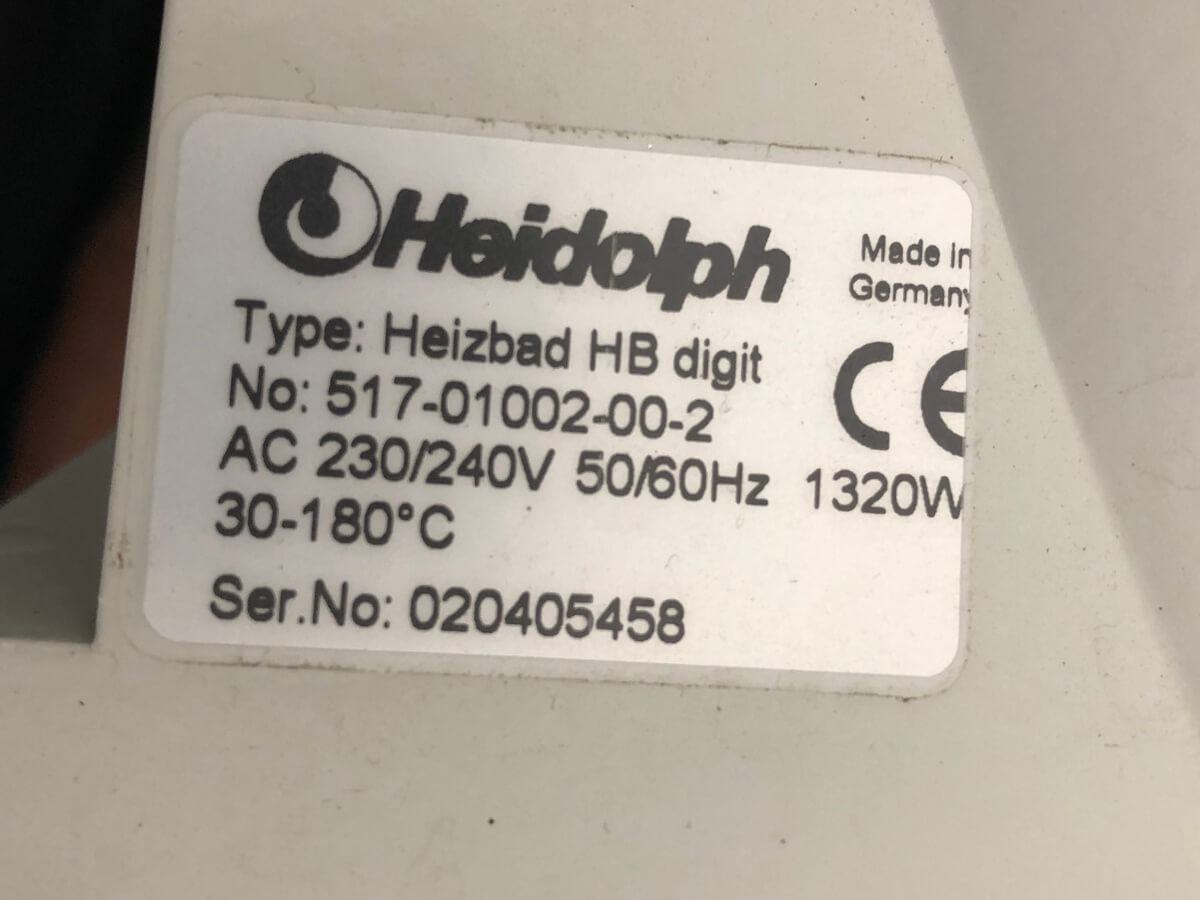 Heidolph
Made in
Germany
Type: Heizbad HB digit
CE
No: 517-01002-00-2
AC 230/240V 50/60Hz 1320W
30-180°C
Ser.No: 020405458